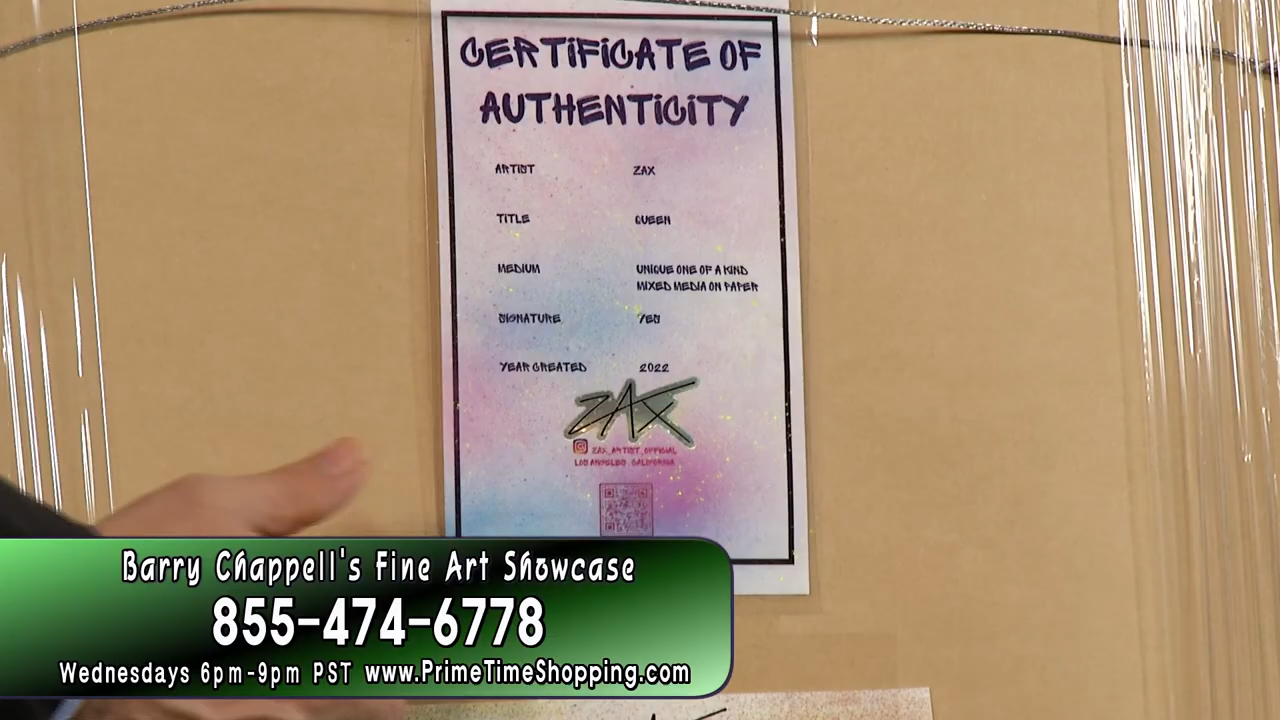 CERTIFICATE OF
AUTHENTICITY
ARTIST ZAX
TITLE QUEEN
MEDIUM UNIQUE ONE OF A KIND
MIXED MEDIA ON PAPER
SIGNATURE YES
YEAR CREATED 2022
ZAX
ZAX_ARTIST_OFFICIAL
LOS ANGELES CALIFORNIA
Barry Chappell's Fine Art Showcase
855-474-6778
Wednesdays 6pm-9pm PST www.PrimeTimeShopping.com